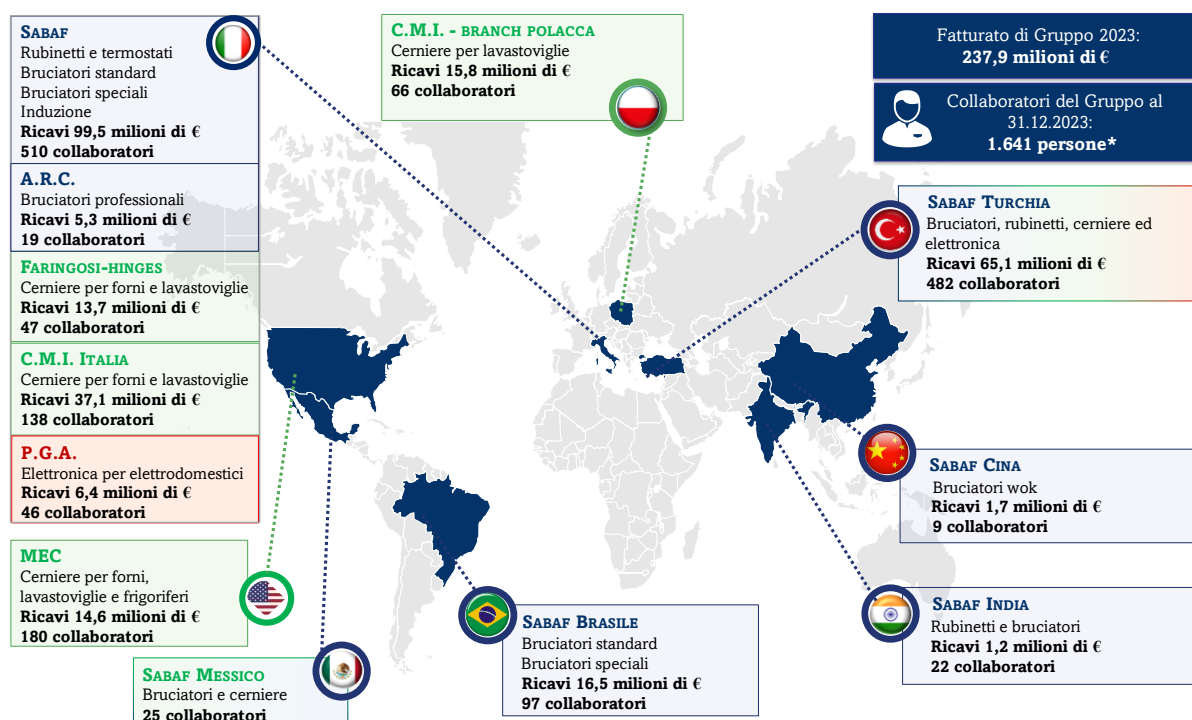 SABAF
Rubinetti e termostati
Bruciatori standard
Bruciatori speciali
Induzione
Ricavi 99,5 milioni di €
510 collaboratori
A.R.C.
Bruciatori professionali
Ricavi 5,3 milioni di €
19 collaboratori
FARINGOSI-HINGES
Cerniere per forni e lavastoviglie
Ricavi 13,7 milioni di €
47 collaboratori
C.M.I. ITALIA
Cerniere per forni e lavastoviglie
Ricavi 37,1 milioni di €
138 collaboratori
P.G.A.
Elettronica per elettrodomestici
Ricavi 6,4 milioni di €
46 collaboratori
MEC
Cerniere per forni,
lavastoviglie e frigoriferi
Ricavi 14,6 milioni di €
180 collaboratori
SABAF MESSICO
Bruciatori e cerniere
25 collaboratori
C.M.I. - BRANCH POLACCA
Cerniere per lavastoviglie
Ricavi 15,8 milioni di €
66 collaboratori
SABAF BRASILE
Bruciatori standard
Bruciatori speciali
Ricavi 16,5 milioni di €
97 collaboratori
Fatturato di Gruppo 2023:
237,9 milioni di €
Collaboratori del Gruppo al
31.12.2023:
1.641 persone*
SABAF TURCHIA
Bruciatori, rubinetti, cerniere ed
elettronica
Ricavi 65,1 milioni di €
482 collaboratori
SABAF CINA
Bruciatori wok
Ricavi 1,7 milioni di €
9 collaboratori
SABAF INDIA
Rubinetti e bruciatori
Ricavi 1,2 milioni di €
22 collaboratori